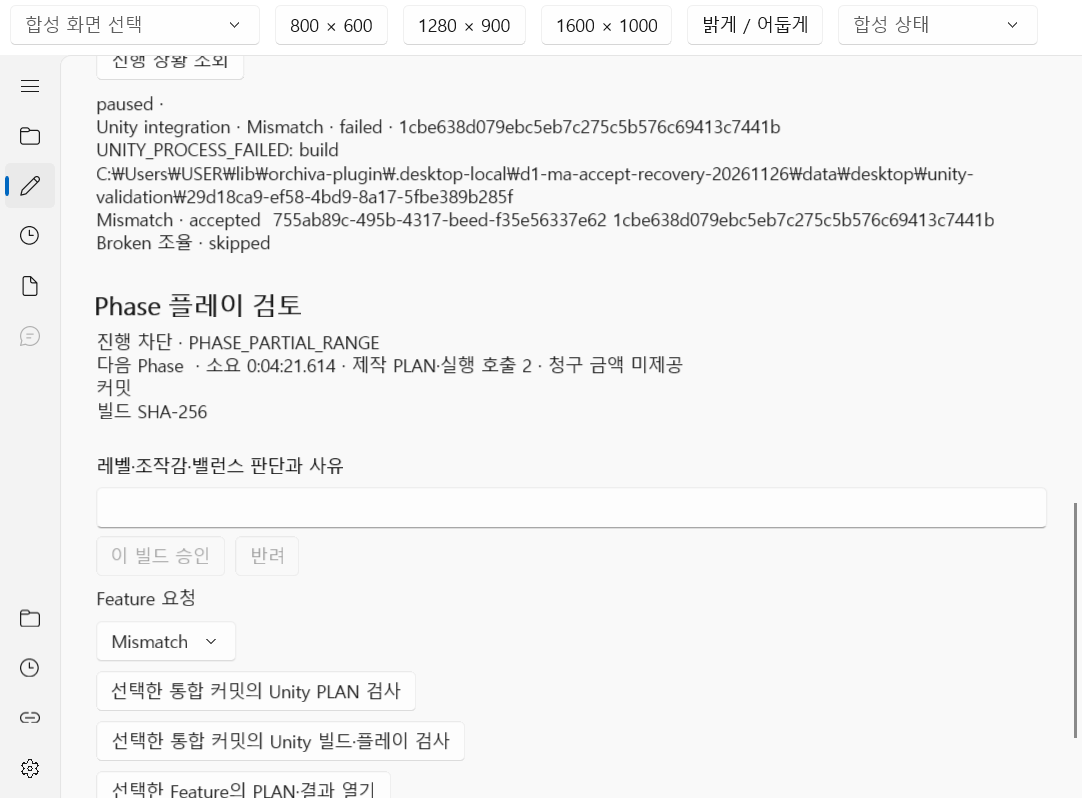 합성 화면 선택
800 × 600
1280 × 900
1600 × 1000
밝게 / 어둡게
합성 상태
진행 상황 조회
paused ·
Unity integration · Mismatch · failed · 1cbe638d079ebc5eb7c275c5b576c69413c7441b
UNITY_PROCESS_FAILED: build
C:₩Users₩USER₩lib₩orchiva-plugin₩.desktop-local₩d1-ma-accept-recovery-20261126₩data₩desktop₩unity-
validation₩29d18ca9-ef58-4bd9-8a17-5fbe389b285f
Mismatch · accepted 755ab89c-495b-4317-beed-f35e56337e62 1cbe638d079ebc5eb7c275c5b576c69413c7441b
Broken 조율 · skipped
Phase 플레이 검토
진행 차단 · PHASE_PARTIAL_RANGE
다음 Phase · 소요 0:04:21.614 · 제작 PLAN·실행 호출 2 · 청구 금액 미제공
커밋
빌드 SHA-256
레벨·조작감·밸런스 판단과 사유
이 빌드 승인
반려
Feature 요청
Mismatch
선택한 통합 커밋의 Unity PLAN 검사
선택한 통합 커밋의 Unity 빌드·플레이 검사
선택한 Feature의 PLAN·결과 열기